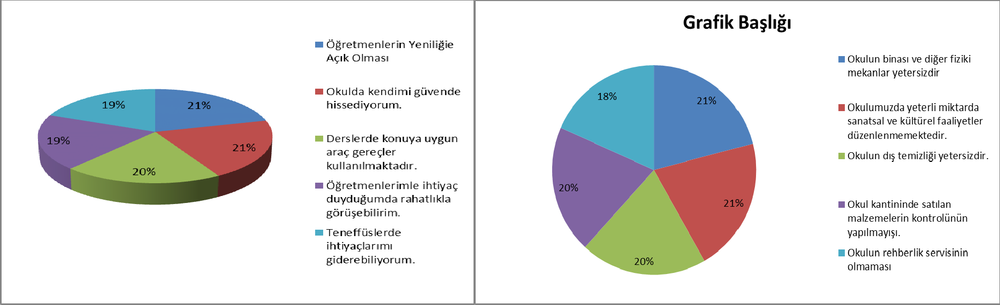 Öğretmenlerin Yeniliğie
Açık Olması
Okulda kendimi güvende
hissediyorum.
Derslerde konuya uygun
araç gereçler
kullanılmaktadır.
Öğretmenlerimle ihtiyaç
duyduğumda rahatlıkla
görüşebilirim.
Teneffüslerde
ihtiyaçlarımı
giderebiliyorum.
19%
21%
19%
21%
20%
Grafik Başlığı
Okulun binası ve diğer fiziki
mekanlar yetersizdir
Okulumuzda yeterli miktarda
sanatsal ve kültürel faaliyetler
düzenlenmemektedir.
Okulun dış temizliği yetersizdir.
Okul kantininde satılan
malzemelerin kontrolünün
yapılmayışı.
Okulun rehberlik servisinin
olmaması
18%
21%
20%
21%
20%